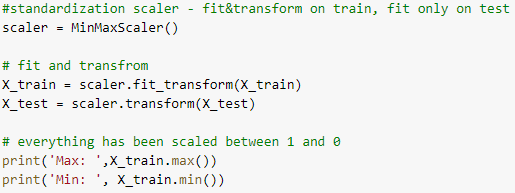 #standardization scaler - fit&transform on train, fit only on test
scaler = MinMaxScaler()
# fit and transfrom
X_train = scaler.fit_transform(X_train)
X_test = scaler.transform(X_test)
# everything has been scaled between 1 and 0
print('Max: ',X_train.max())
print('Min: ', X_train.min())